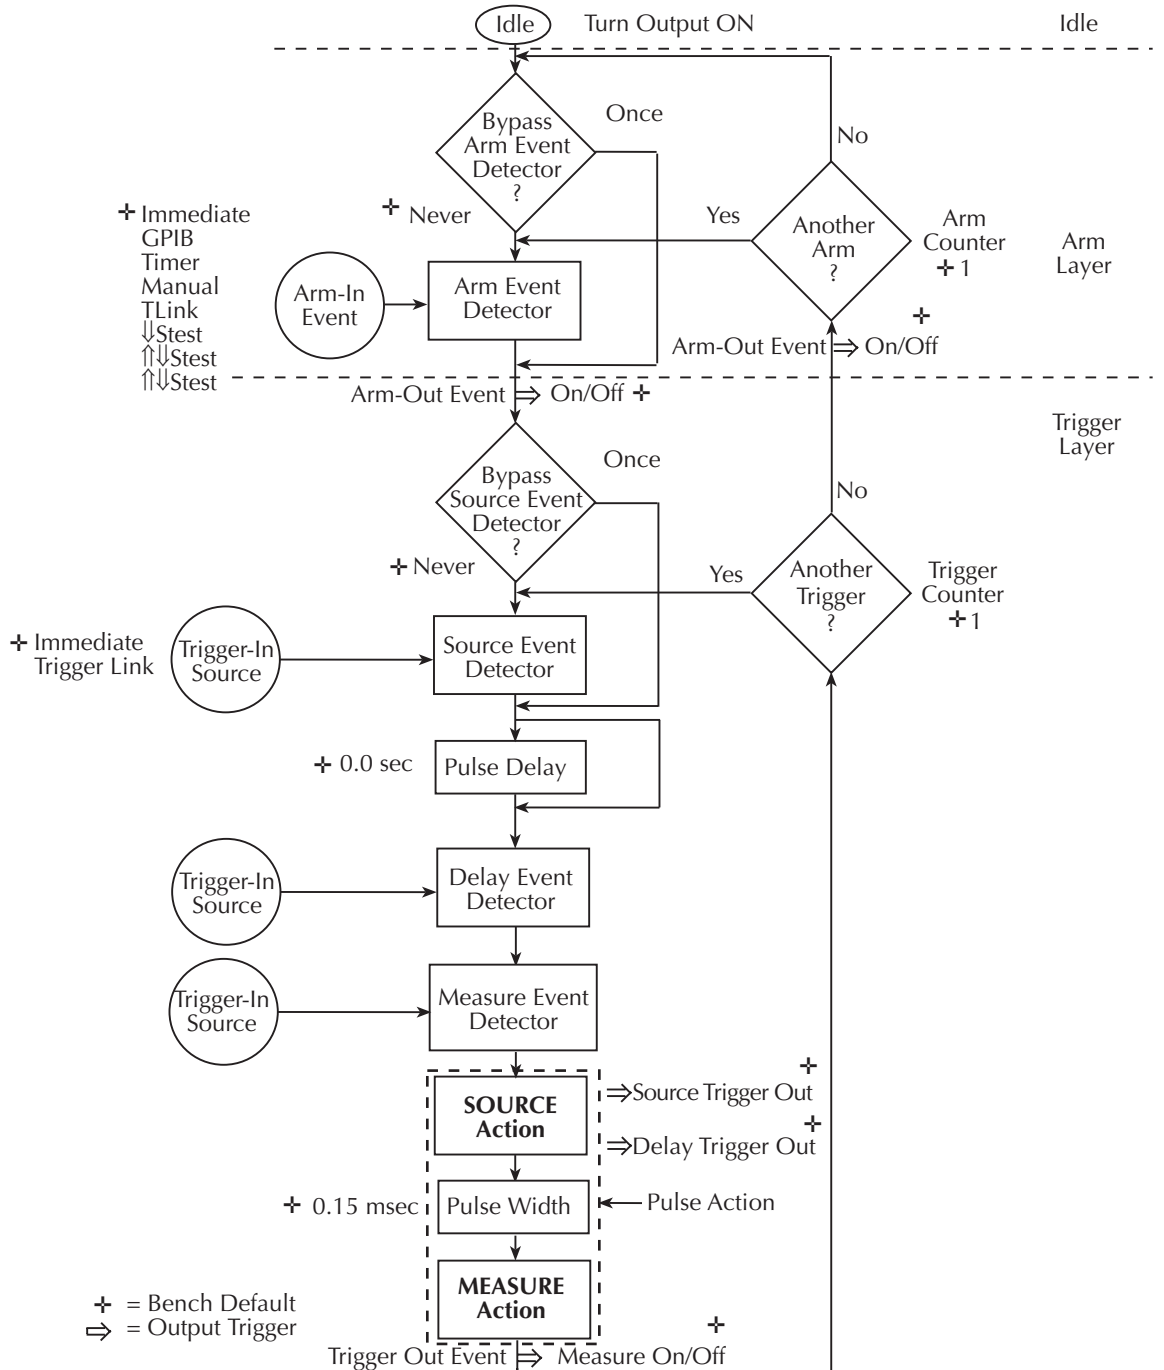 Idle
Turn Output ON
Idle
Bypass
Arm Event
Detector
?
Once
No
Never
Yes
Another
Arm
?
Arm
Counter
1
Arm
Layer
Immediate
GPIB
Timer
Manual
TLink
⇓Stest
⇑⇓Stest
⇑⇓Stest
Arm-In
Event
Arm Event
Detector
Arm-Out Event ⇒ On/Off
Arm-Out Event ⇒ On/Off
Trigger
Layer
Bypass
Source Event
Detector
?
Once
No
Never
Yes
Another
Trigger
?
Trigger
Counter
1
Immediate
Trigger Link
Trigger-In
Source
Source Event
Detector
0.0 sec
Pulse Delay
Trigger-In
Source
Delay Event
Detector
Trigger-In
Source
Measure Event
Detector
SOURCE
Action
⇒Source Trigger Out
⇒Delay Trigger Out
0.15 msec
Pulse Width
Pulse Action
MEASURE
Action
= Bench Default
⇒ = Output Trigger
Trigger Out Event ⇒ Measure On/Off